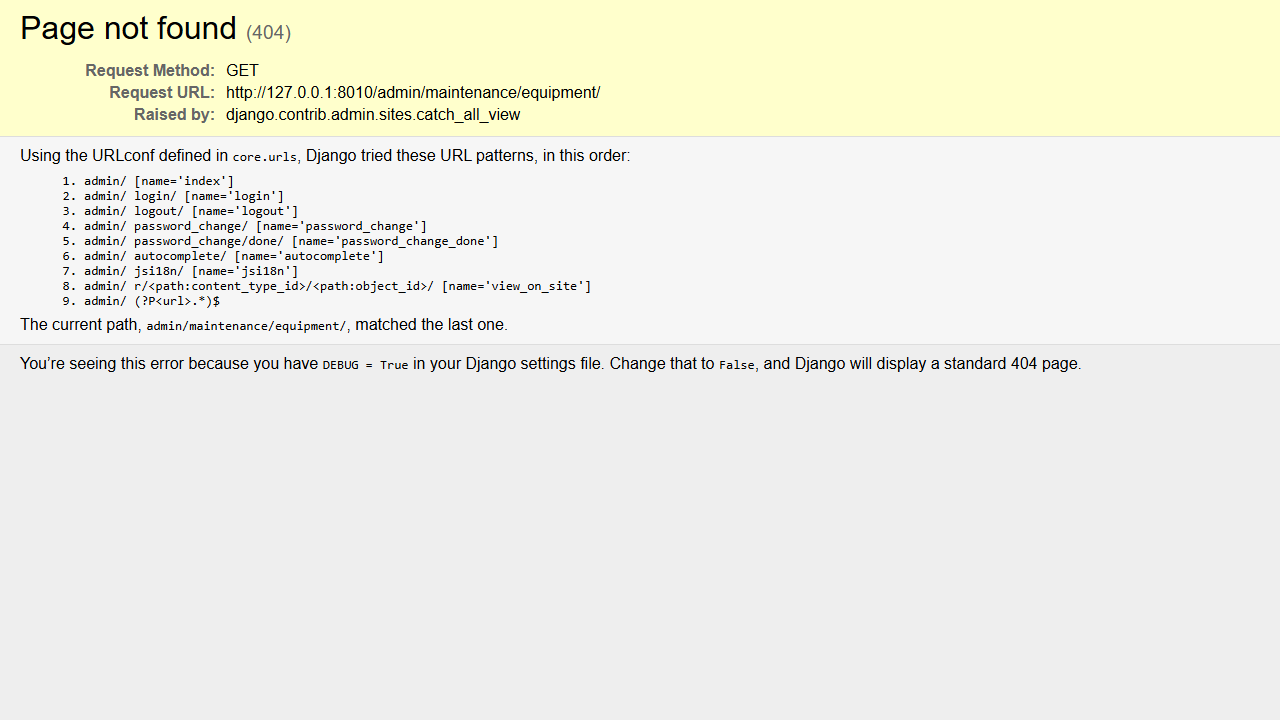 Page not found (404)
Request Method: GET
Request URL: http://127.0.0.1:8010/admin/maintenance/equipment/
Raised by: django.contrib.admin.sites.catch_all_view
Using the URLconf defined in core.urls, Django tried these URL patterns, in this order:
1. admin/ [name='index']
2. admin/ login/ [name='login']
3. admin/ logout/ [name='logout']
4. admin/ password_change/ [name='password_change']
5. admin/ password_change/done/ [name='password_change_done']
6. admin/ autocomplete/ [name='autocomplete']
7. admin/ jsi18n/ [name='jsi18n']
8. admin/ r/<path:content_type_id>/<path:object_id>/ [name='view_on_site']
9. admin/ (?P<url>.*)$
The current path, admin/maintenance/equipment/, matched the last one.
You’re seeing this error because you have DEBUG = True in your Django settings file. Change that to False, and Django will display a standard 404 page.